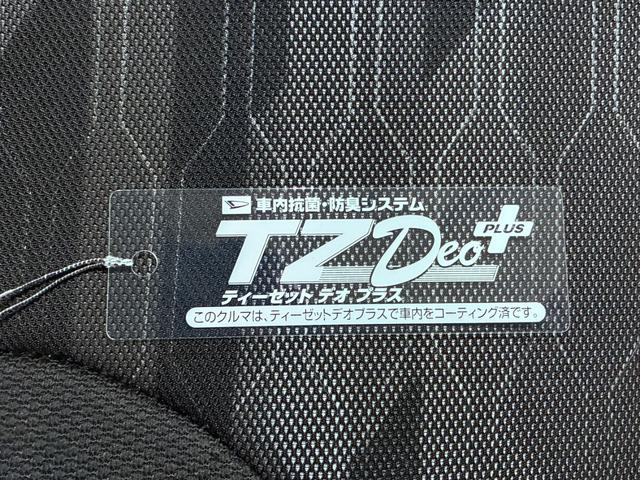 車内抗菌・防臭システム
TZ Deo PLUS
ティーゼット デオ プラス
このクルマは、ティーゼットデオプラスで車内をコーティング済です。